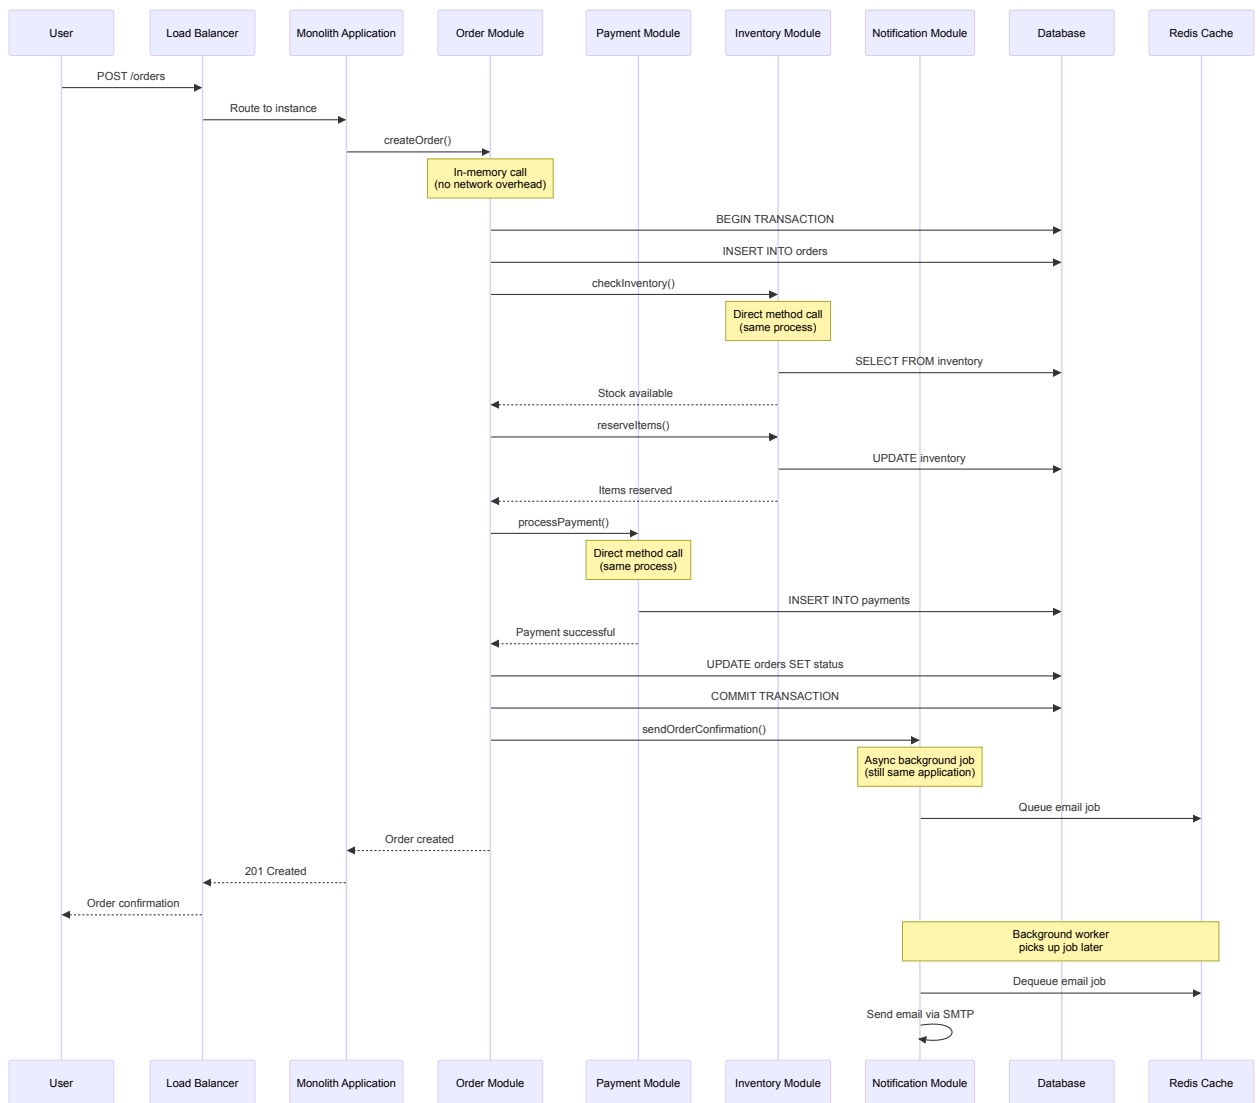 User
Load Balancer
Monolith Application
Order Module
Payment Module
Inventory Module
Notification Module
Database
Redis Cache
POST /orders
Route to instance
createOrder()
In-memory call
(no network overhead)
BEGIN TRANSACTION
INSERT INTO orders
checkInventory()
Direct method call
(same process)
SELECT FROM inventory
Stock available
reserveItems()
UPDATE inventory
Items reserved
processPayment()
Direct method call
(same process)
INSERT INTO payments
Payment successful
UPDATE orders SET status
COMMIT TRANSACTION
sendOrderConfirmation()
Async background job
(still same application)
Queue email job
Order created
201 Created
Order confirmation
Background worker
picks up job later
Dequeue email job
Send email via SMTP
User
Load Balancer
Monolith Application
Order Module
Payment Module
Inventory Module
Notification Module
Database
Redis Cache